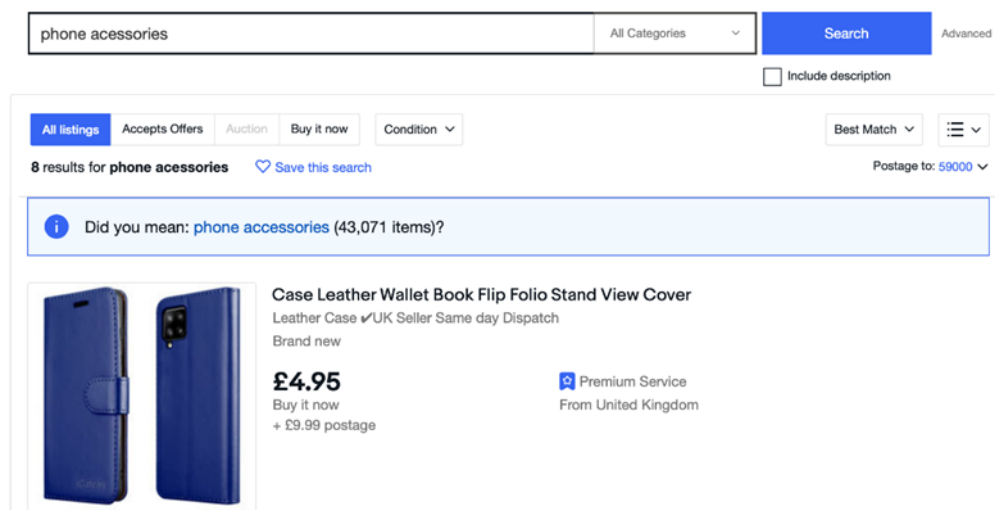 phone acessories
All Categories
Search
Advanced
Include description
All listings
Accepts Offers
Auction
Buy it now
Condition
Best Match
8 results for phone acessories
Save this search
Postage to: 59000
Did you mean: phone accessories (43,071 items)?
Case Leather Wallet Book Flip Folio Stand View Cover
Leather Case ✔UK Seller Same day Dispatch
Brand new
£4.95
Buy it now
+ £9.99 postage
Premium Service
From United Kingdom